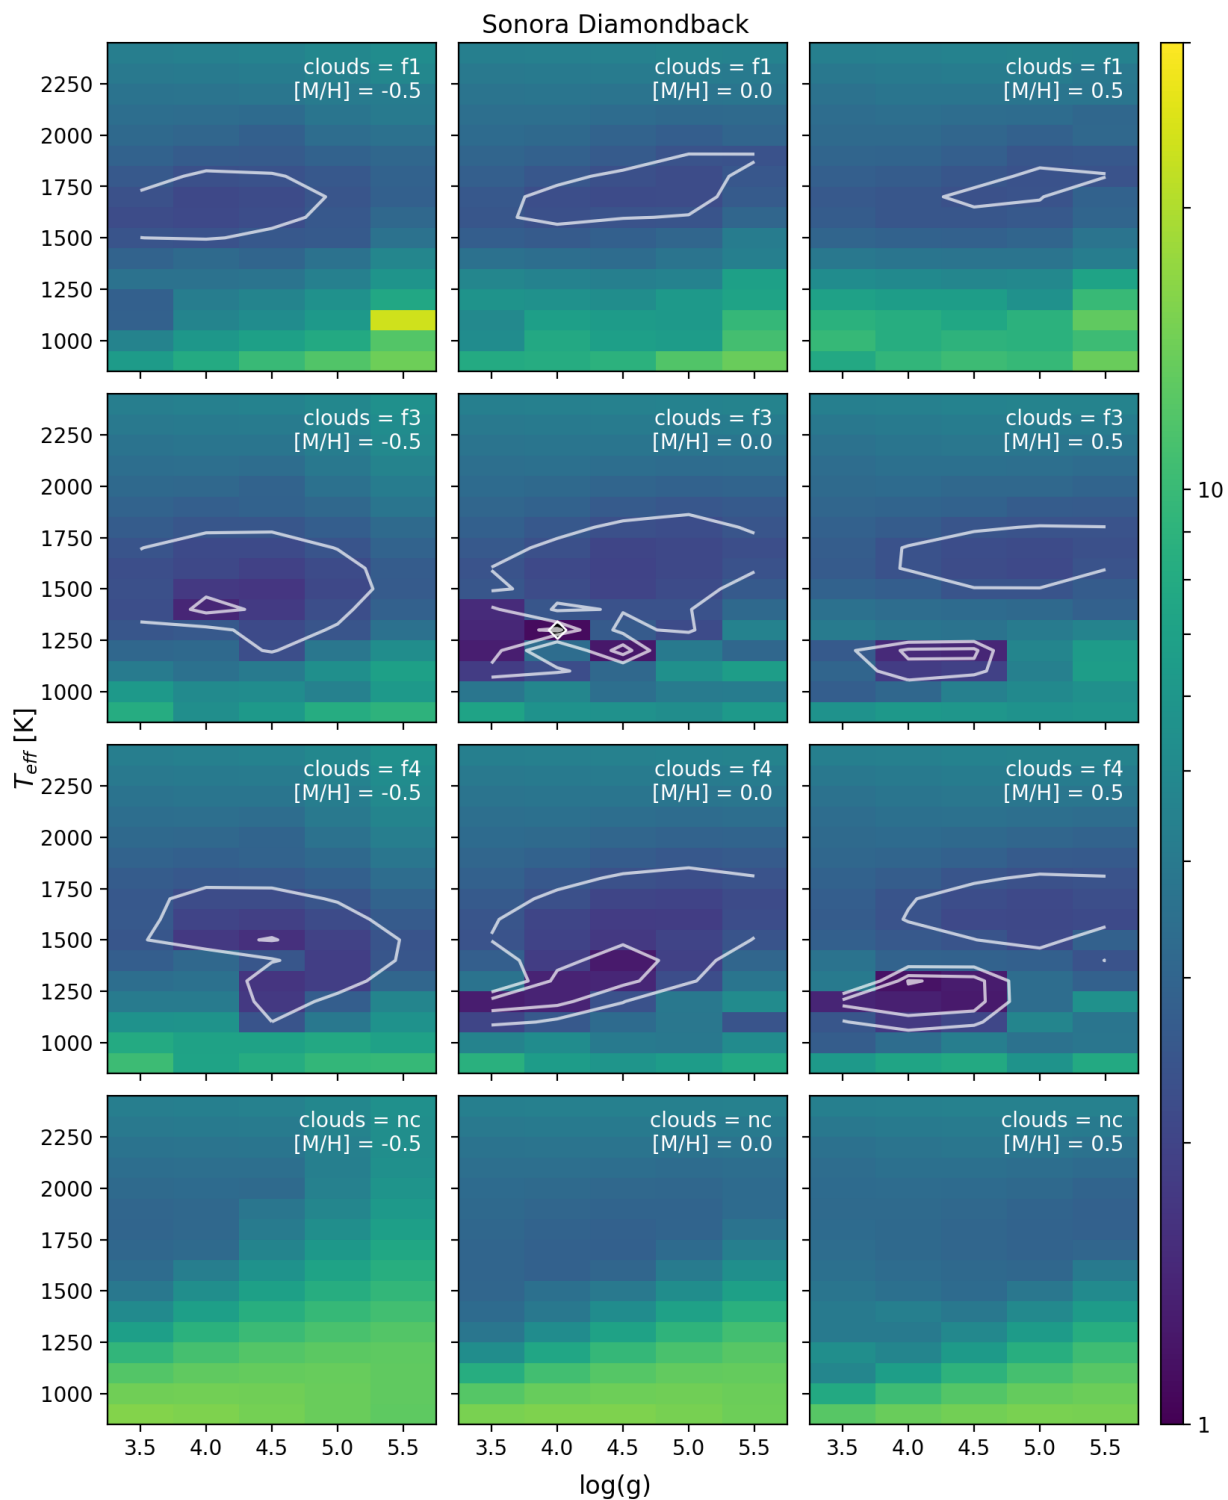 Sonora Diamondback
clouds = f1
[M/H] = -0.5
clouds = f1
[M/H] = 0.0
clouds = f1
[M/H] = 0.5
2250
2000
1750
1500
1250
1000
clouds = f3
[M/H] = -0.5
clouds = f3
[M/H] = 0.0
clouds = f3
[M/H] = 0.5
2250
2000
1750
1500
1250
1000
10
T_eff [K]
clouds = f4
[M/H] = -0.5
clouds = f4
[M/H] = 0.0
clouds = f4
[M/H] = 0.5
2250
2000
1750
1500
1250
1000
clouds = nc
[M/H] = -0.5
clouds = nc
[M/H] = 0.0
clouds = nc
[M/H] = 0.5
2250
2000
1750
1500
1250
1000
1
3.5 4.0 4.5 5.0 5.5
3.5 4.0 4.5 5.0 5.5
3.5 4.0 4.5 5.0 5.5
log(g)